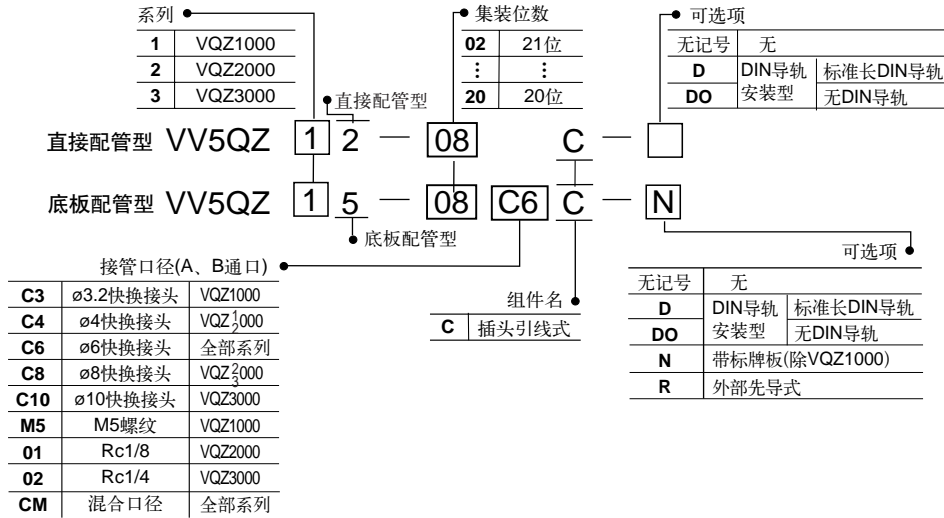 系列
1 VQZ1000
2 VQZ2000
3 VQZ3000
集装位数
02 21位
⋮ ⋮
20 20位
可选项
无记号 无
D DIN导轨安装型 标准长DIN导轨
DO 无DIN导轨
直接配管型
直接配管型 VV5QZ 1 2 — 08 C — □
底板配管型 VV5QZ 1 5 — 08 C6 C — N
底板配管型
接管口径(A、B通口)
C3 ø3.2快换接头 VQZ1000
C4 ø4快换接头 VQZ½000
C6 ø6快换接头 全部系列
C8 ø8快换接头 VQZ⅔000
C10 ø10快换接头 VQZ3000
M5 M5螺纹 VQZ1000
01 Rc1/8 VQZ2000
02 Rc1/4 VQZ3000
CM 混合口径 全部系列
组件名
C 插头引线式
可选项
无记号 无
D DIN导轨安装型 标准长DIN导轨
DO 无DIN导轨
N 带标牌板(除VQZ1000)
R 外部先导式